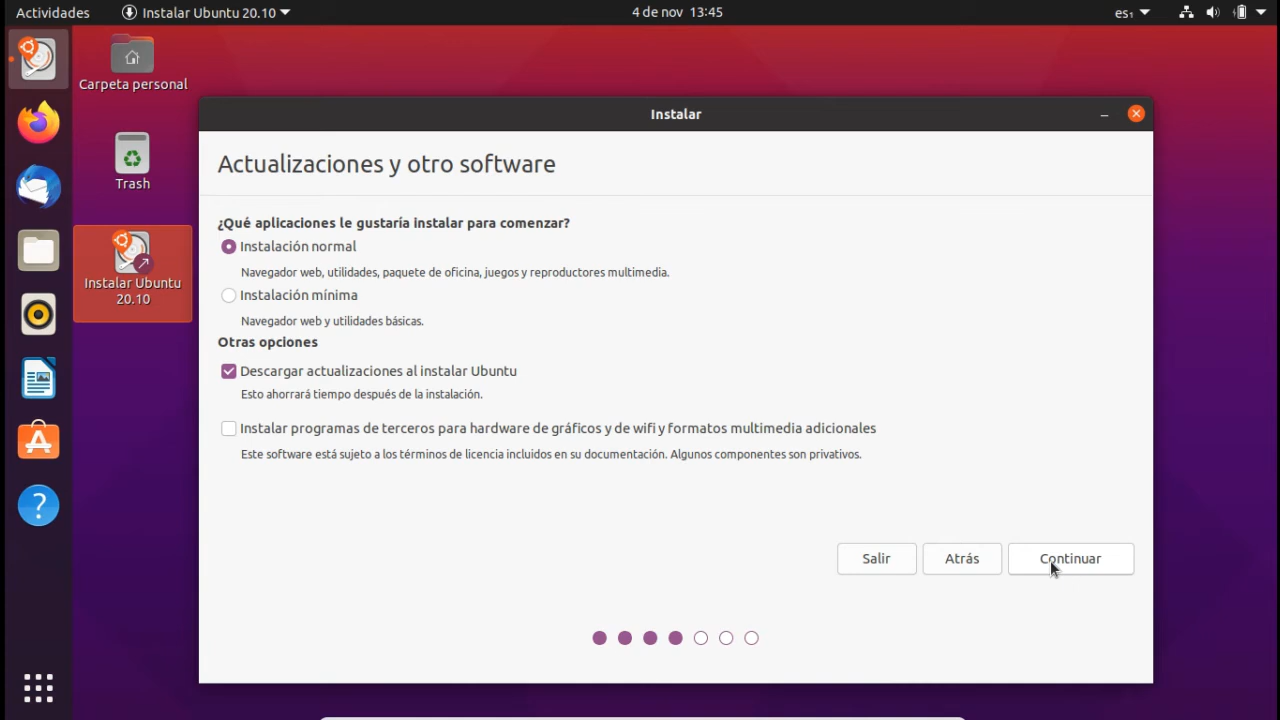 Actividades
Instalar Ubuntu 20.10
4 de nov 13:45
es₁
Carpeta personal
Trash
Instalar Ubuntu
20.10
Instalar
Actualizaciones y otro software
¿Qué aplicaciones le gustaría instalar para comenzar?
Instalación normal
Navegador web, utilidades, paquete de oficina, juegos y reproductores multimedia.
Instalación mínima
Navegador web y utilidades básicas.
Otras opciones
Descargar actualizaciones al instalar Ubuntu
Esto ahorrará tiempo después de la instalación.
Instalar programas de terceros para hardware de gráficos y de wifi y formatos multimedia adicionales
Este software está sujeto a los términos de licencia incluidos en su documentación. Algunos componentes son privativos.
Salir
Atrás
Continuar